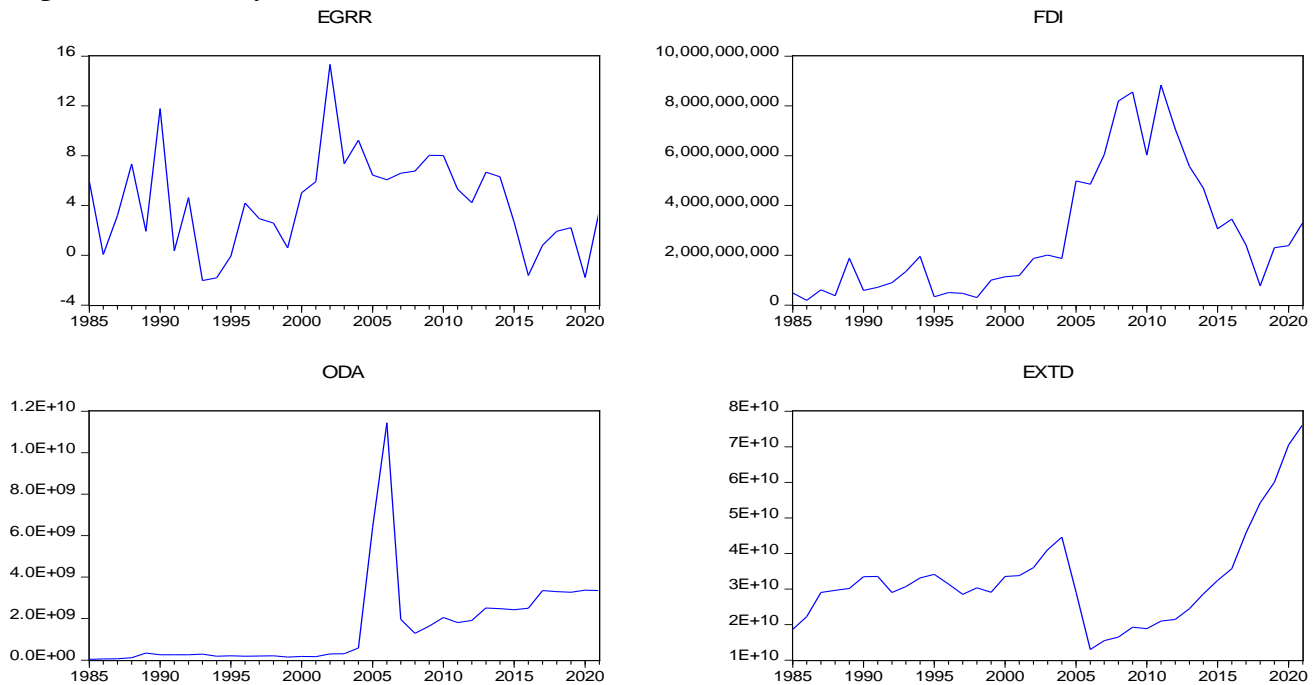 EGRR
16
12
8
4
0
-4
1985 1990 1995 2000 2005 2010 2015 2020
FDI
10,000,000,000
8,000,000,000
6,000,000,000
4,000,000,000
2,000,000,000
0
1985 1990 1995 2000 2005 2010 2015 2020
ODA
1.2E+10
1.0E+10
8.0E+09
6.0E+09
4.0E+09
2.0E+09
0.0E+00
1985 1990 1995 2000 2005 2010 2015 2020
EXTD
8E+10
7E+10
6E+10
5E+10
4E+10
3E+10
2E+10
1E+10
1985 1990 1995 2000 2005 2010 2015 2020